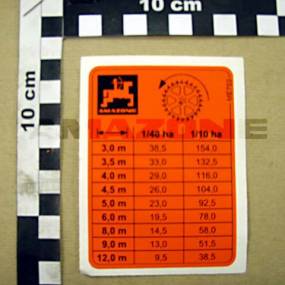 10 cm
10 cm
AMAZONE
1/40 ha 1/10 ha
3,0 m 38,5 154,0
3,5 m 33,0 132,5
4,0 m 29,0 116,0
4,5 m 26,0 104,0
5,0 m 23,0 92,5
6,0 m 19,5 78,0
8,0 m 14,5 58,0
9,0 m 13,0 51,5
12,0 m 9,5 38,5
AMAZONE